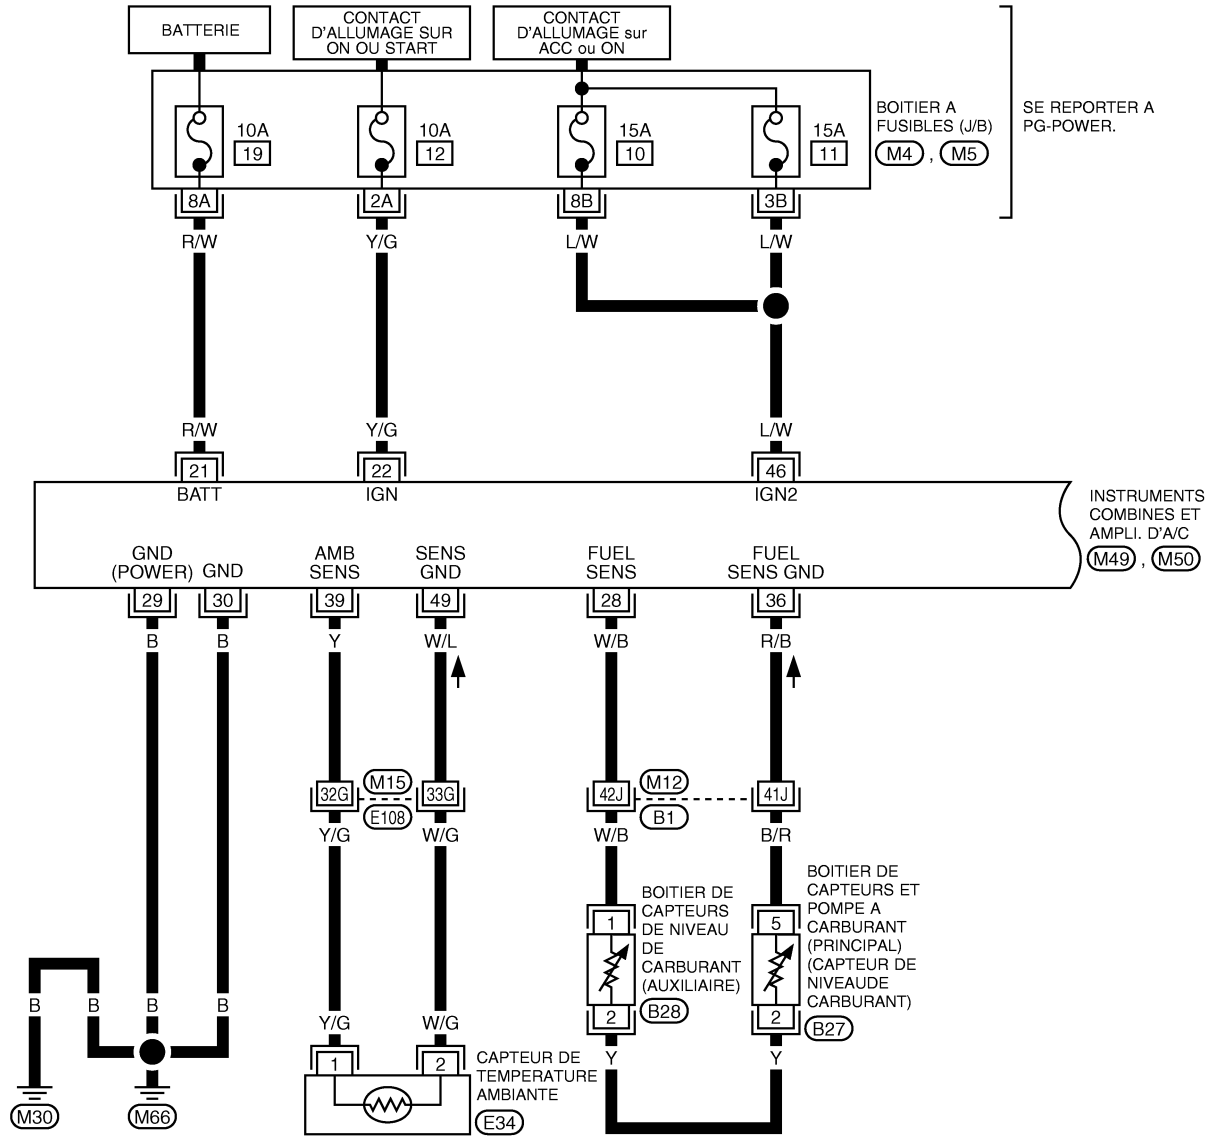 BATTERIE
CONTACT
D'ALLUMAGE SUR
ON OU START
CONTACT
D'ALLUMAGE sur
ACC ou ON
10A
19
10A
12
15A
10
15A
11
BOITIER A
FUSIBLES (J/B)
M4 , M5
SE REPORTER A
PG-POWER.
8A
2A
8B
3B
R/W
Y/G
L/W
L/W
R/W
Y/G
L/W
21
22
46
BATT
IGN
IGN2
INSTRUMENTS
COMBINES ET
AMPLI. D'A/C
M49 , M50
GND
(POWER)
GND
AMB
SENS
SENS
GND
FUEL
SENS
FUEL
SENS GND
29
30
39
49
28
36
B
B
Y
W/L
W/B
R/B
32G
M15
E108
33G
42J
M12
B1
41J
Y/G
W/G
W/B
B/R
BOITIER DE
CAPTEURS
DE NIVEAU
DE
CARBURANT
(AUXILIAIRE)
B28
BOITIER DE
CAPTEURS ET
POMPE A
CARBURANT
(PRINCIPAL)
(CAPTEUR DE
NIVEAUDE
CARBURANT)
B27
1
5
2
2
B
B
B
B
Y/G
W/G
Y
Y
1
2
CAPTEUR DE
TEMPERATURE
AMBIANTE
E34
M30
M66